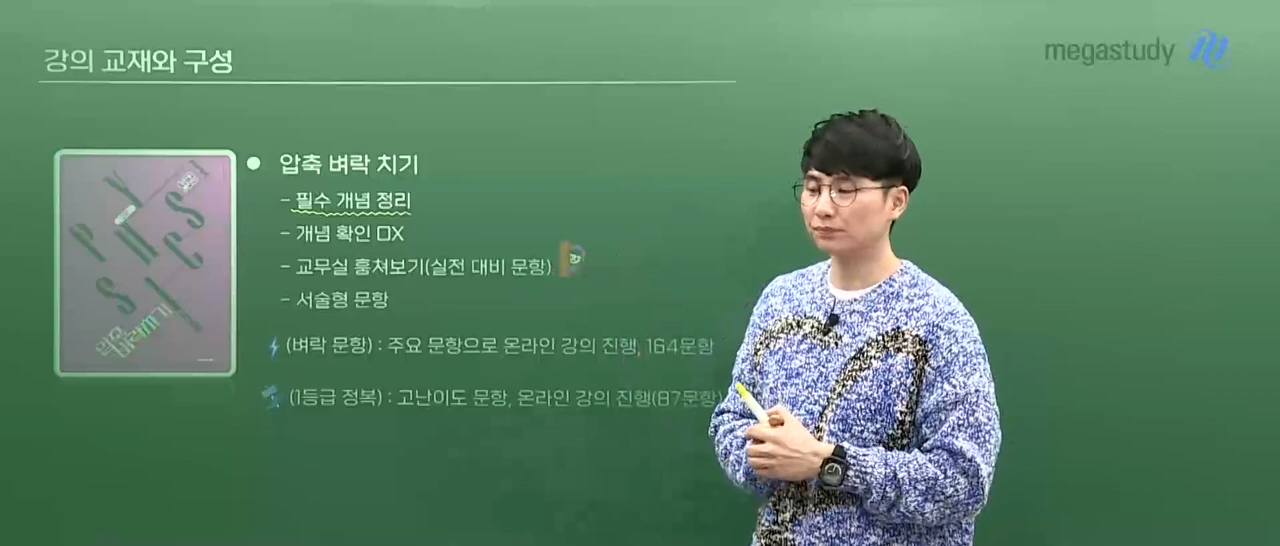 강의 교재와 구성
megastudy
압축 벼락 치기
- 필수 개념 정리
- 개념 확인 OX
- 교무실 훔쳐보기(실전 대비 문항)
- 서술형 문항
(벼락 문항) : 주요 문항으로 온라인 강의 진행, 164문항
(1등급 정복) : 고난이도 문항, 온라인 강의 진행(87문항)
PHYSICS